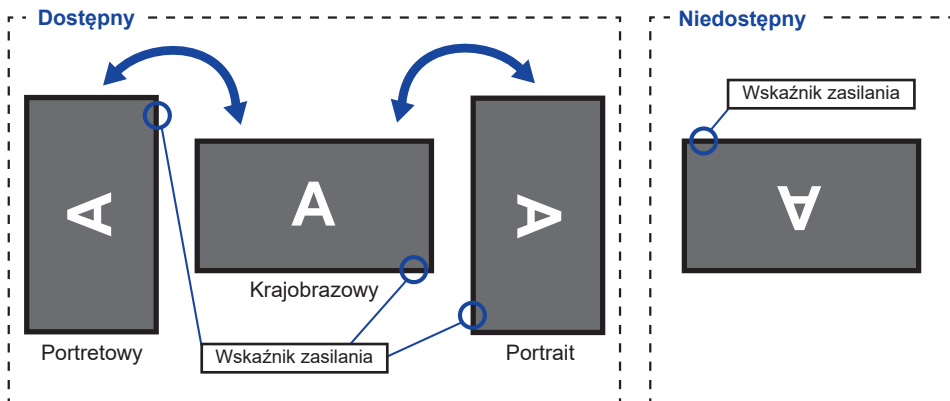 Dostępny
Niedostępny
Wskaźnik zasilania
A
A
A
A
Krajobrazowy
Portretowy
Wskaźnik zasilania
Portrait